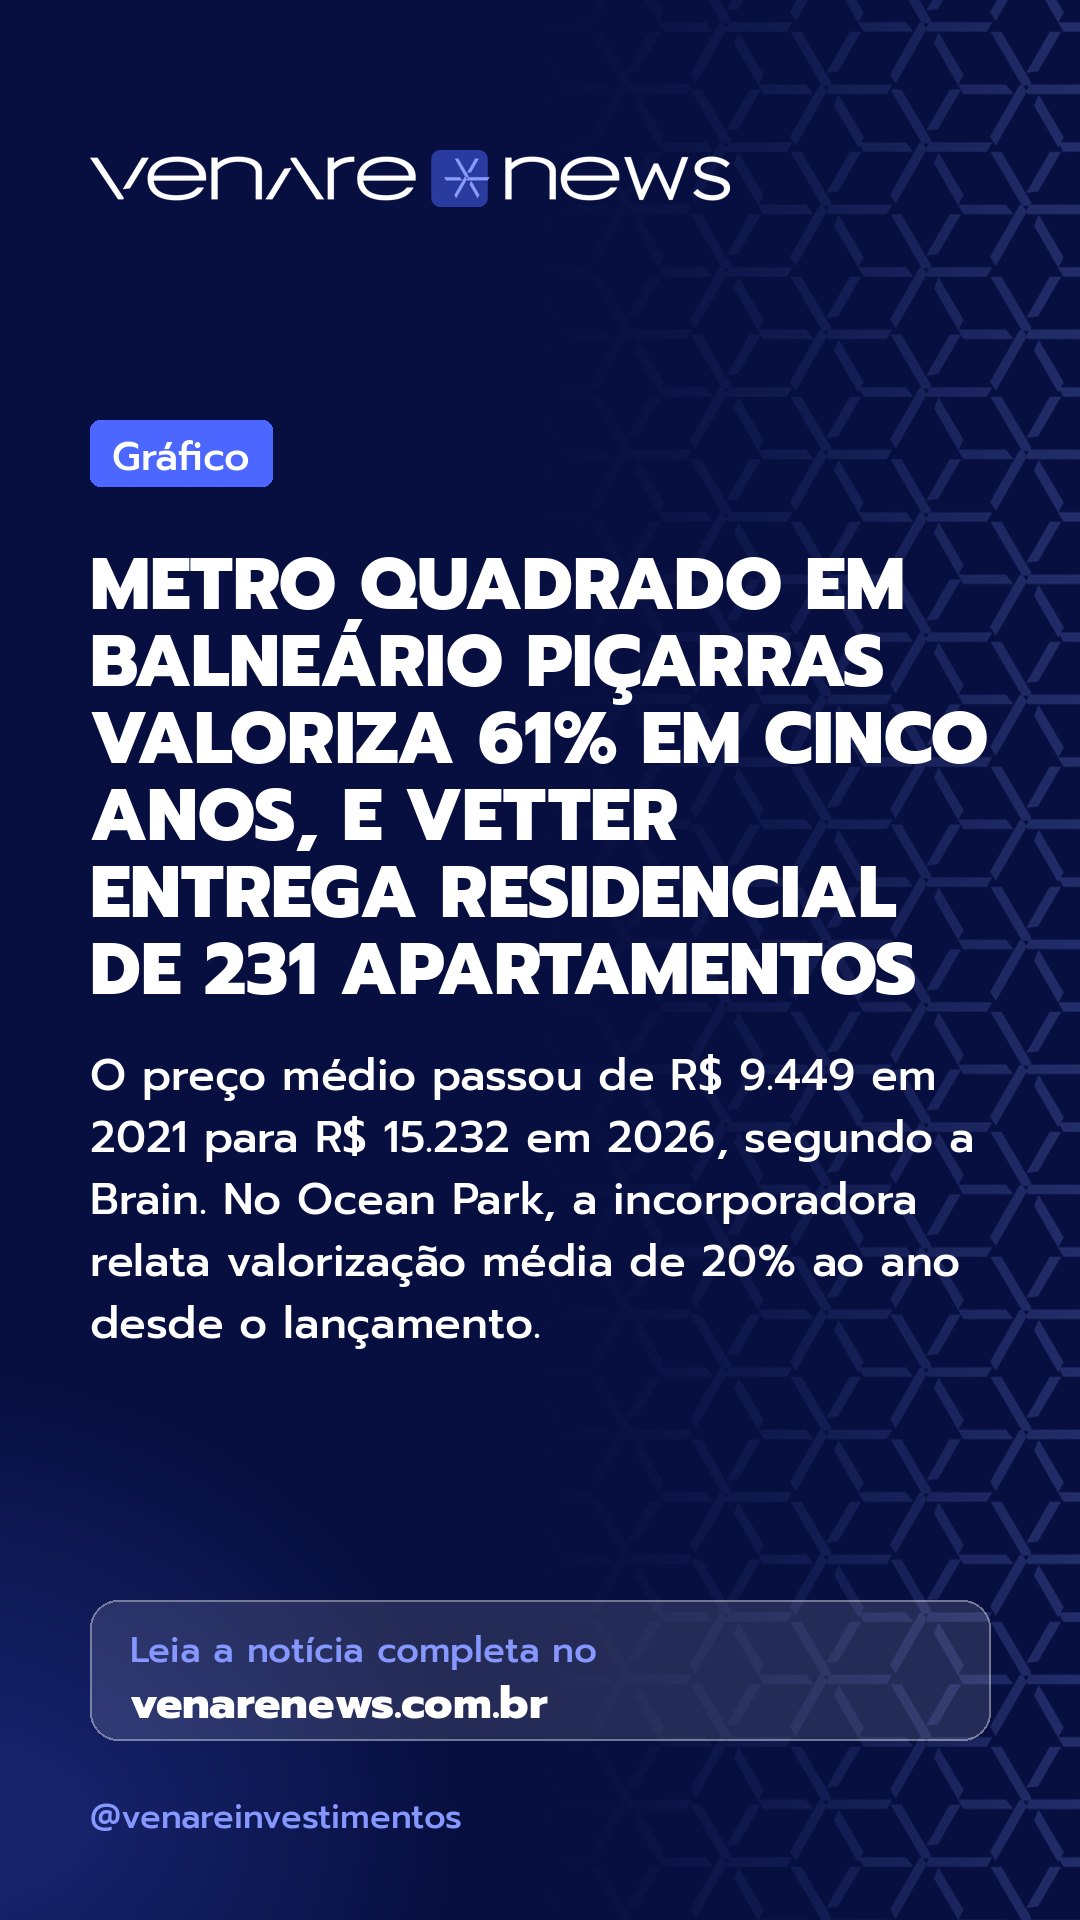 venare news
Gráfico
METRO QUADRADO EM
BALNEÁRIO PIÇARRAS
VALORIZA 61% EM CINCO
ANOS, E VETTER
ENTREGA RESIDENCIAL
DE 231 APARTAMENTOS
O preço médio passou de R$ 9.449 em
2021 para R$ 15.232 em 2026, segundo a
Brain. No Ocean Park, a incorporadora
relata valorização média de 20% ao ano
desde o lançamento.
Leia a notícia completa no
venarenews.com.br
@venareinvestimentos